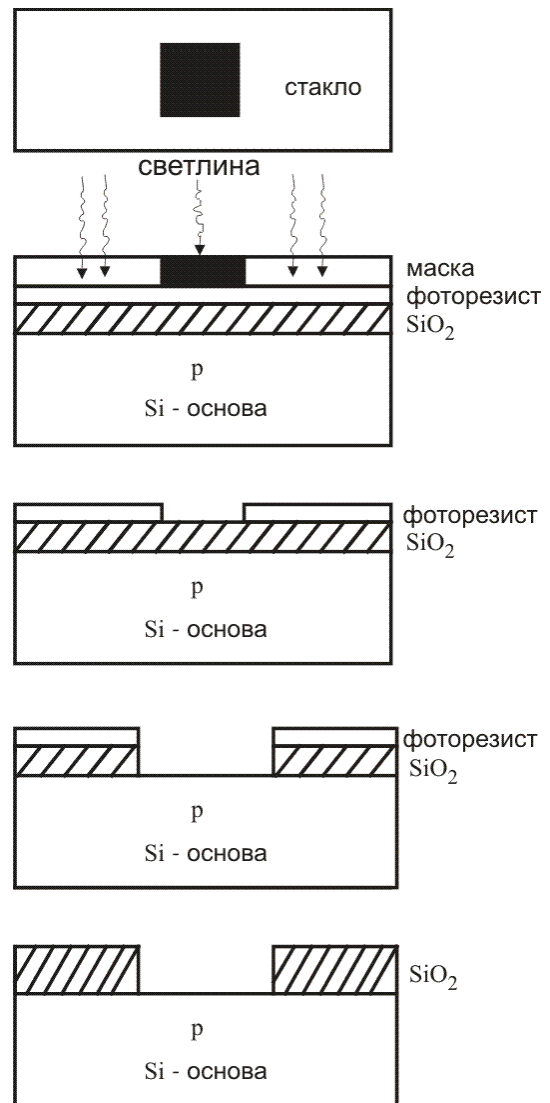 стакло
светлина
маска
фоторезист
SiO₂
p
Si - основа
фоторезист
SiO₂
p
Si - основа
фоторезист
SiO₂
p
Si - основа
SiO₂
p
Si - основа